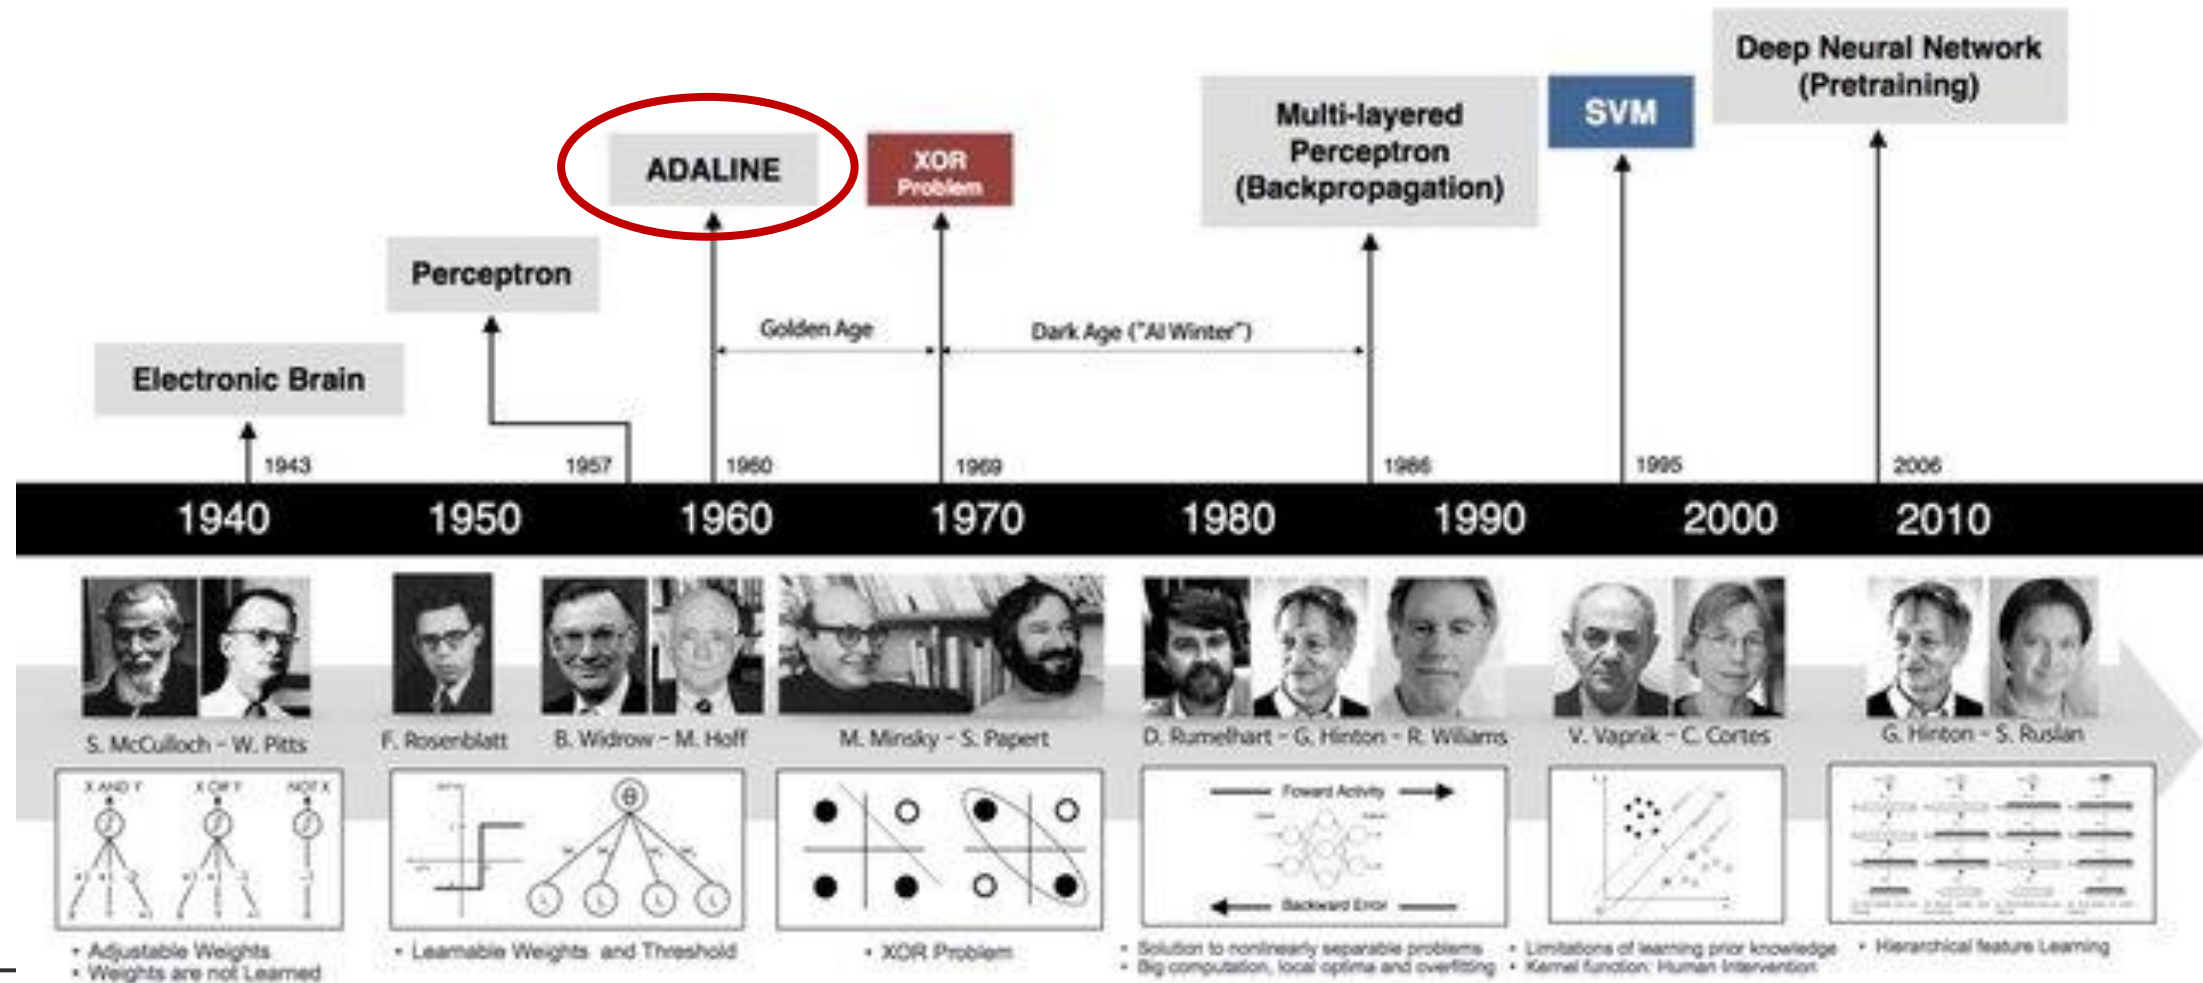 Deep Neural Network
(Pretraining)
Multi-layered
Perceptron
(Backpropagation)
SVM
ADALINE
XOR
Problem
Perceptron
Golden Age
Dark Age ("AI Winter")
Electronic Brain
1943
1957
1960
1969
1986
1995
2006
1940 1950 1960 1970 1980 1990 2000 2010
S. McCulloch – W. Pitts
F. Rosenblatt
B. Widrow – M. Hoff
M. Minsky – S. Papert
D. Rumelhart – G. Hinton – R. Wiliams
V. Vapnik – C. Cortes
G. Hinton – S. Ruslan
X AND Y
X OR Y
NOT X
θ
Foward Activity
Backward Error
• Adjustable Weights
• Weights are not Learned
• Learnable Weights and Threshold
• XOR Problem
• Solution to nonlinearly separable problems
• Big computation, local optima and overfitting
• Limitations of learning prior knowledge
• Kernel function: Human Intervention
• Hierarchical feature Learning